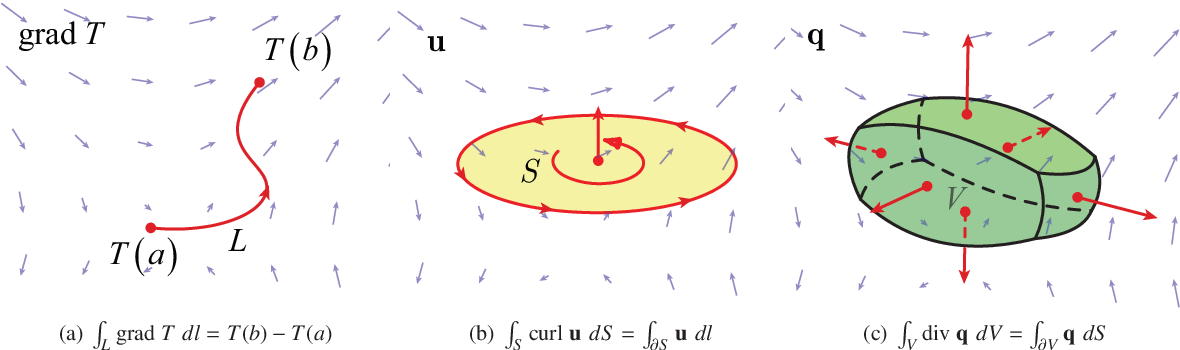 grad T
T(b)
T(a)
L
u
S
q
V
(a) ∫_L grad T dl = T(b) − T(a)
(b) ∫_S curl u dS = ∫_∂S u dl
(c) ∫_V div q dV = ∫_∂V q dS